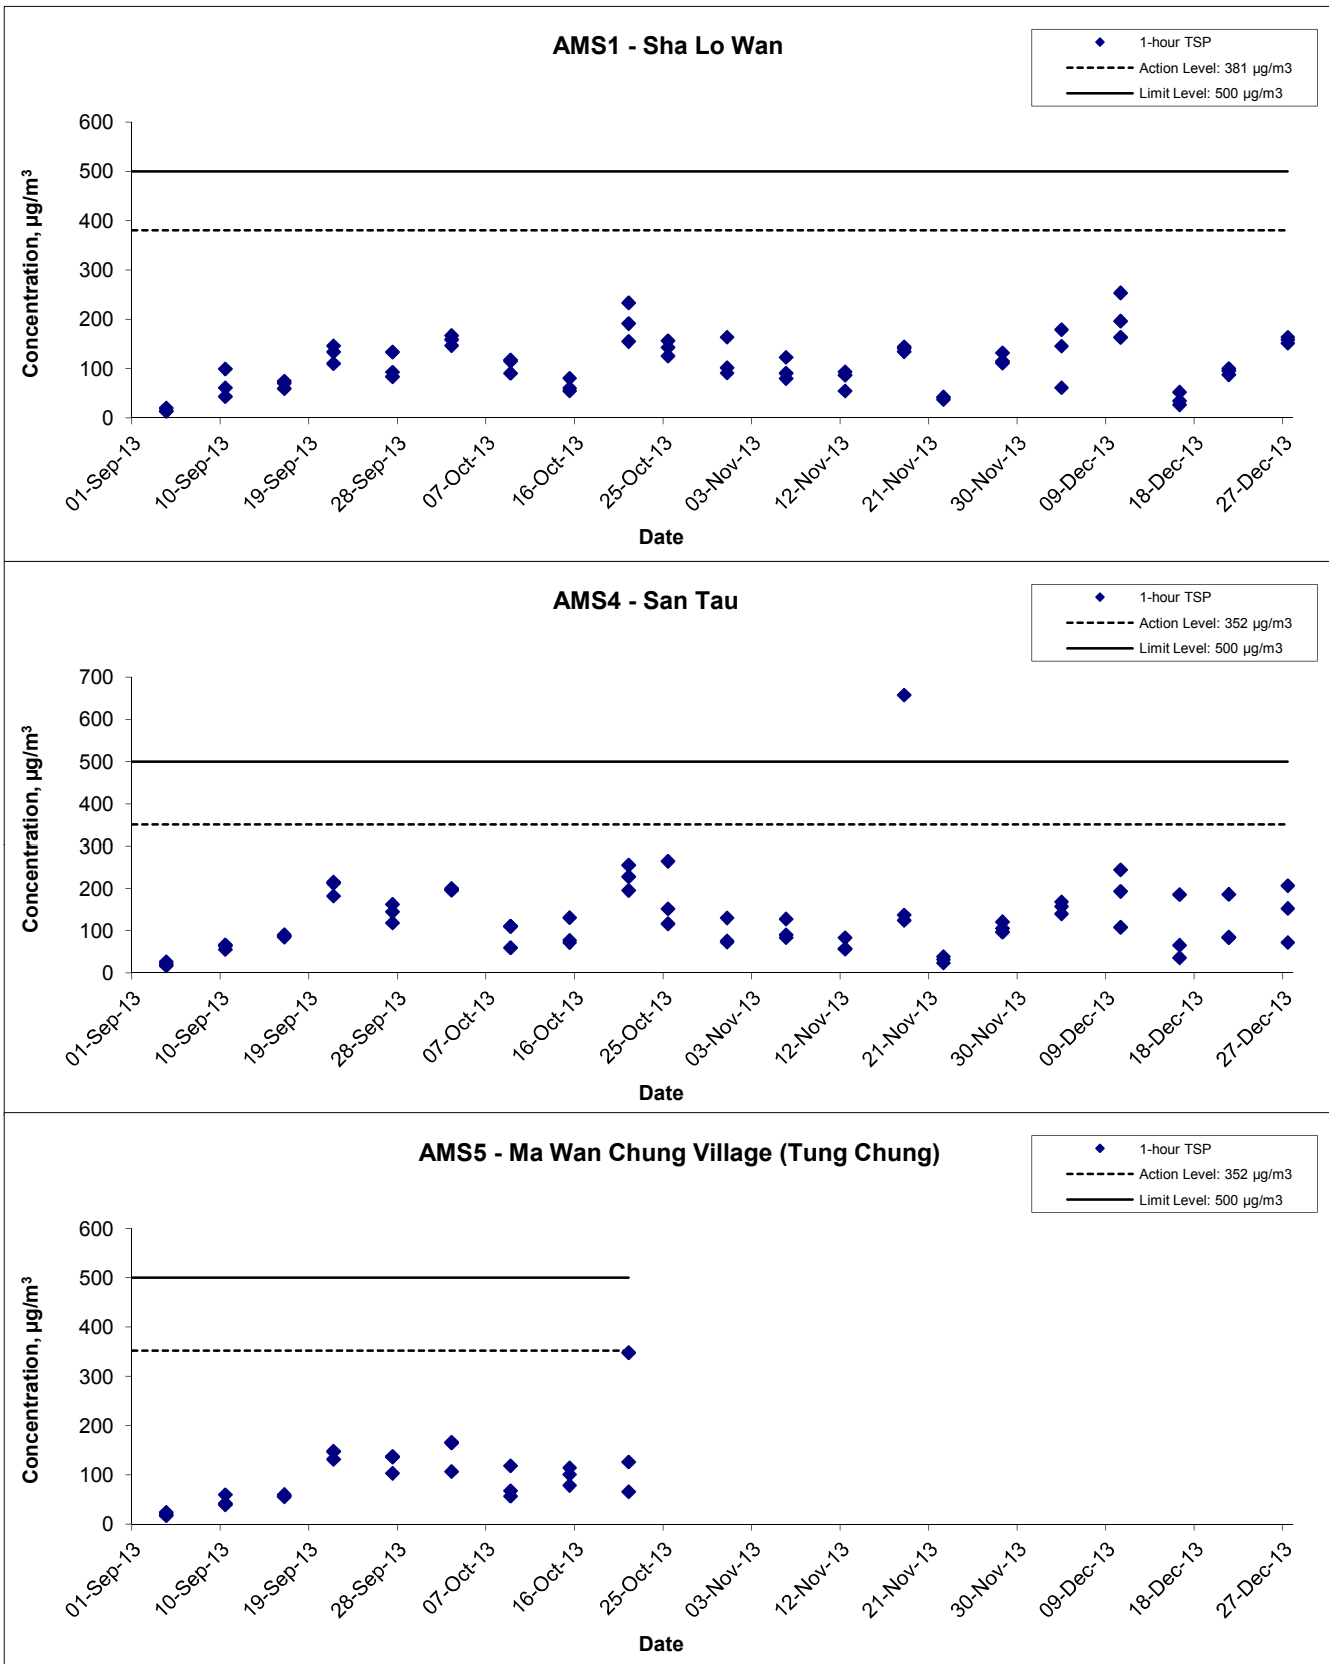 AMS1 - Sha Lo Wan
1-hour TSP
Action Level: 381 µg/m3
Limit Level: 500 µg/m3
Concentration, µg/m³
600
500
400
300
200
100
0
01-Sep-13
10-Sep-13
19-Sep-13
28-Sep-13
07-Oct-13
16-Oct-13
25-Oct-13
03-Nov-13
12-Nov-13
21-Nov-13
30-Nov-13
09-Dec-13
18-Dec-13
27-Dec-13
Date
AMS4 - San Tau
1-hour TSP
Action Level: 352 µg/m3
Limit Level: 500 µg/m3
Concentration, µg/m³
700
600
500
400
300
200
100
0
01-Sep-13
10-Sep-13
19-Sep-13
28-Sep-13
07-Oct-13
16-Oct-13
25-Oct-13
03-Nov-13
12-Nov-13
21-Nov-13
30-Nov-13
09-Dec-13
18-Dec-13
27-Dec-13
Date
AMS5 - Ma Wan Chung Village (Tung Chung)
1-hour TSP
Action Level: 352 µg/m3
Limit Level: 500 µg/m3
Concentration, µg/m³
600
500
400
300
200
100
0
01-Sep-13
10-Sep-13
19-Sep-13
28-Sep-13
07-Oct-13
16-Oct-13
25-Oct-13
03-Nov-13
12-Nov-13
21-Nov-13
30-Nov-13
09-Dec-13
18-Dec-13
27-Dec-13
Date